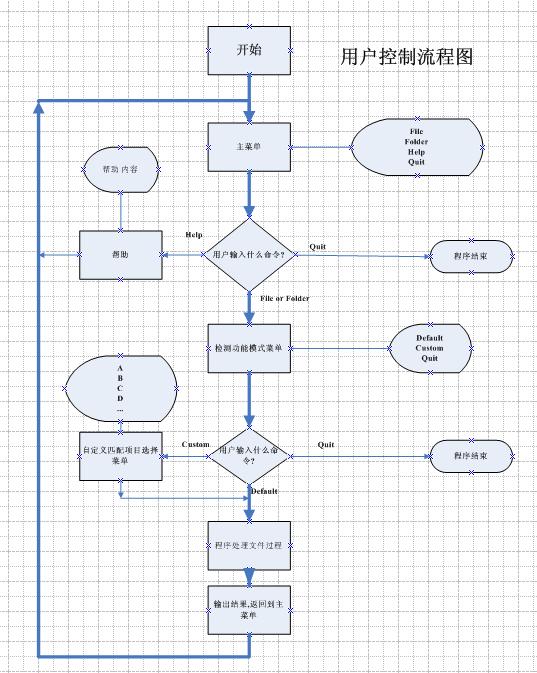 开始
用户控制流程图
主菜单
File
Folder
Help
Quit
帮助 内容
Help
用户输入什么命令?
Quit
帮助
程序结束
File or Folder
检测功能模式菜单
Default
Custom
Quit
A
B
C
D
...
Custom
用户输入什么命
令?
Quit
自定义匹配项目选择
菜单
程序结束
Default
程序处理文件过程
输出结果,返回到主
菜单